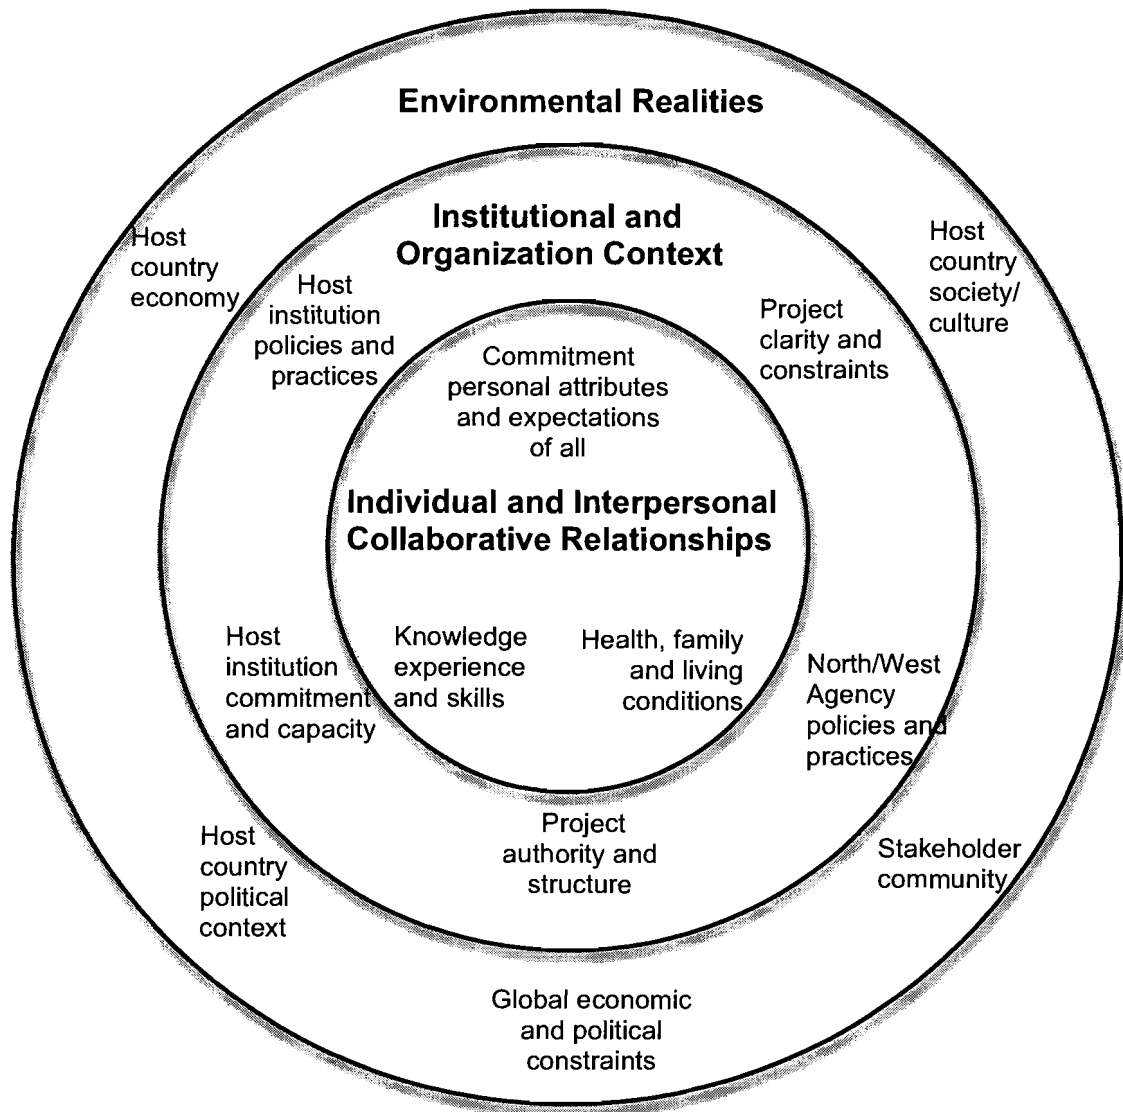 Environmental Realities
Institutional and
Organization Context
Host
country
economy
Host
country
society/
culture
Host
institution
policies and
practices
Project
clarity and
constraints
Commitment
personal attributes
and expectations
of all
Individual and Interpersonal
Collaborative Relationships
Host
institution
commitment
and capacity
Knowledge
experience
and skills
Health, family
and living
conditions
North/West
Agency
policies and
practices
Project
authority and
structure
Host
country
political
context
Stakeholder
community
Global economic
and political
constraints